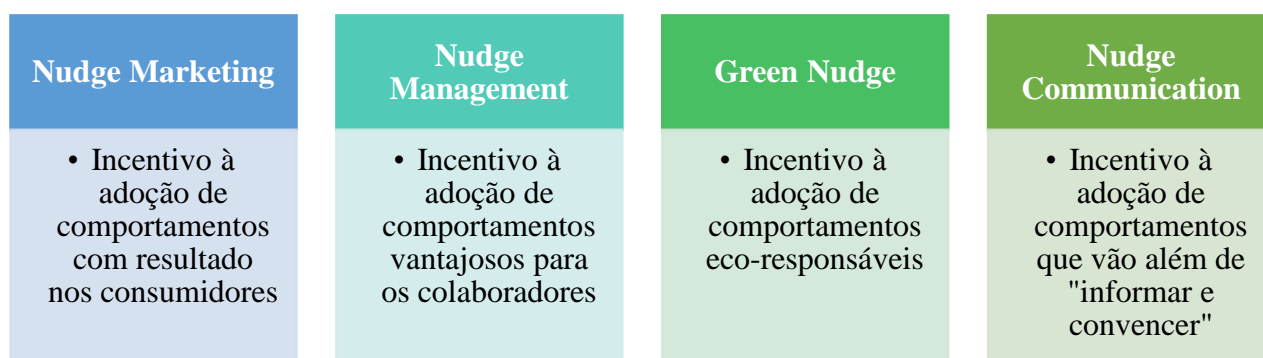 Nudge Marketing
• Incentivo à
adoção de
comportamentos
com resultado
nos consumidores
Nudge
Management
• Incentivo à
adoção de
comportamentos
vantajosos para
os colaboradores
Green Nudge
• Incentivo à
adoção de
comportamentos
eco-responsáveis
Nudge
Communication
• Incentivo à
adoção de
comportamentos
que vão além de
"informar e
convencer"